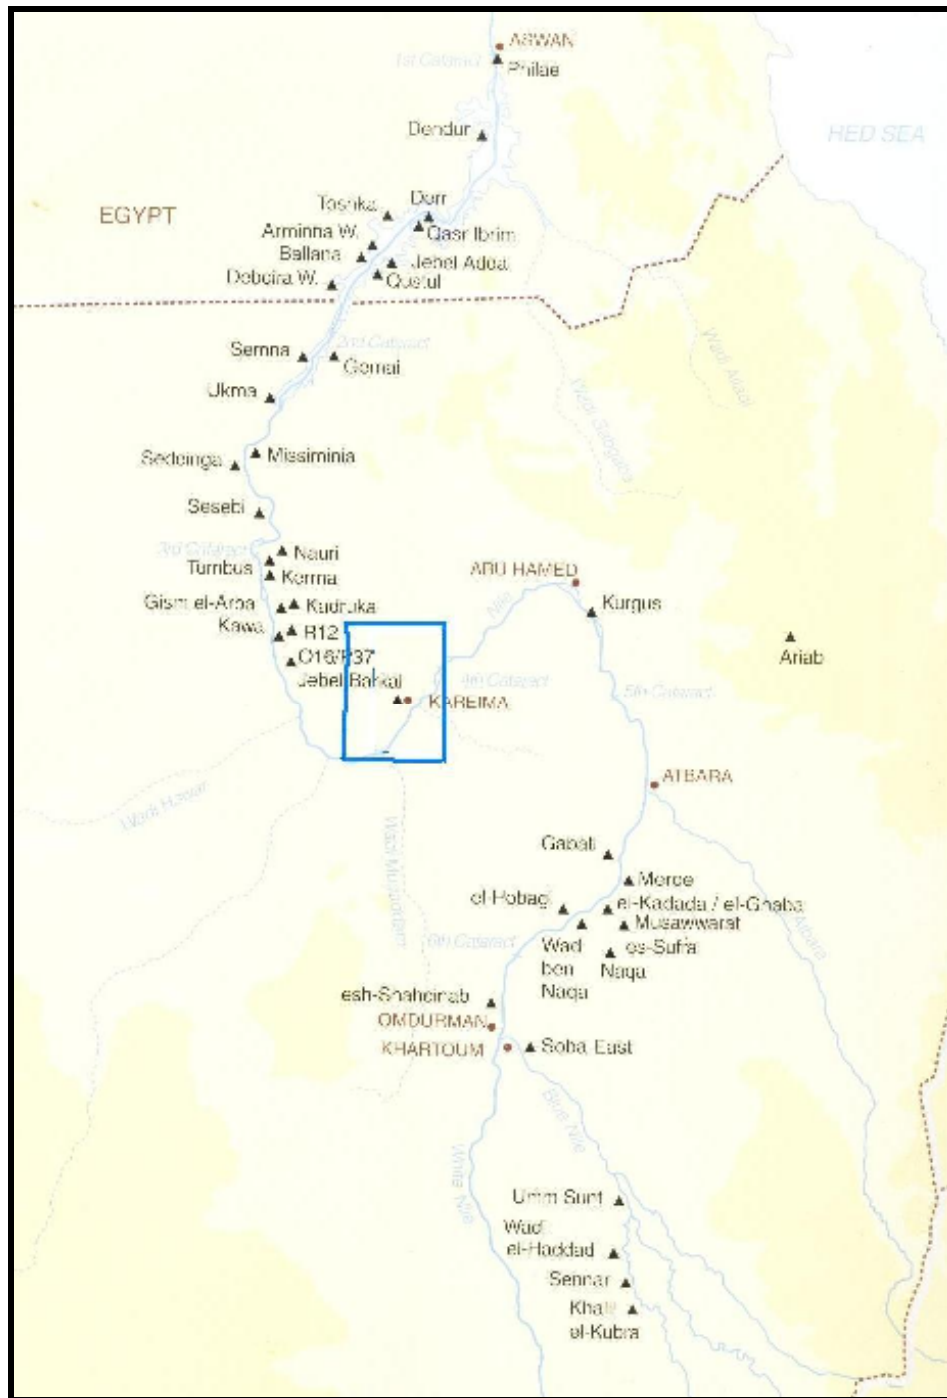 ASWAN
1st Cataract
Philae
Dendur
RED SEA
Toshka
Derr
EGYPT
Qasr Ibrim
Arminna W.
Ballana
Jebel Adda
Debeira W.
Qustul
2nd Cataract
Semna
Gemai
Ukma
Wadi Gabgaba
Missiminia
Sedeinga
Sesebi
3rd Cataract
Nauri
Tumbus
Kerma
ABU HAMED
Nile
Gism el-Arba
Kadruka
Kurgus
Kawa
R12
Ariab
Jebel Barkal
4th Cataract
5th Cataract
KAREIMA
ATBARA
Wadi Howar
Wadi Muqaddam
Gabati
Meroe
el-Hobagi
el-Kadada / el-Ghaba
Musawwarat
es-Sufra
6th Cataract
Wad
ben
Naqa
Naqa
Atbara
esh-Shaheinab
OMDURMAN
KHARTOUM
Soba East
Blue Nile
White Nile
Umm Sunt
Wad
el-Haddad
Sennar
Khalil
el-Kubra